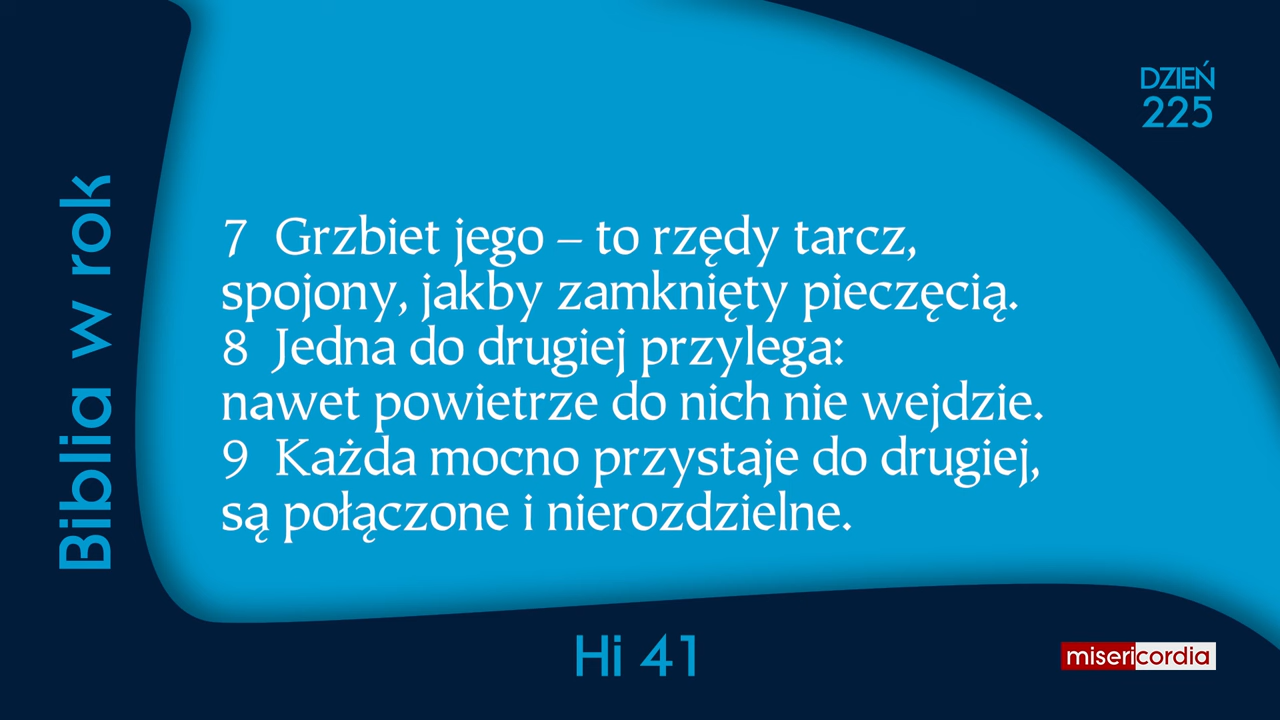 DZIEŃ
225
Biblia w rok
7 Grzbiet jego – to rzędy tarcz,
spojony, jakby zamknięty pieczęcią.
8 Jedna do drugiej przylega:
nawet powietrze do nich nie wejdzie.
9 Każda mocno przystaje do drugiej,
są połączone i nierozdzielne.
Hi 41
misericordia